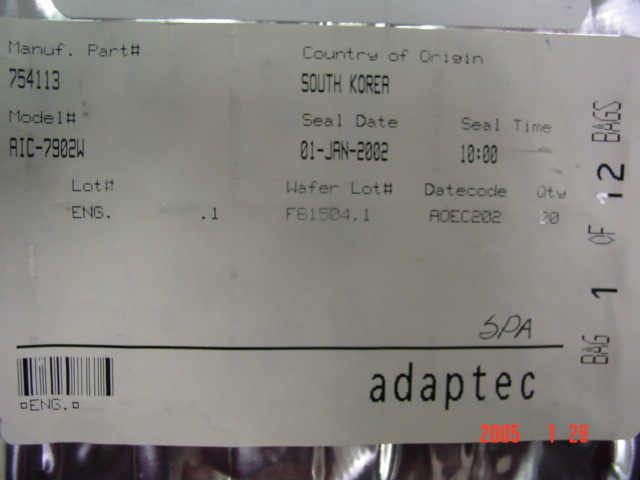 Manuf. Part# Country of Origin
754113 SOUTH KOREA
Model# Seal Date Seal Time
AIC-7902W 01-JAN-2002 10:00
Lot# Wafer Lot# Datecode Qty
ENG. .1 F61504.1 AOEC202
SPA
adaptec
ENG.
BAG 1 OF 12 BAGS
2005 1 28